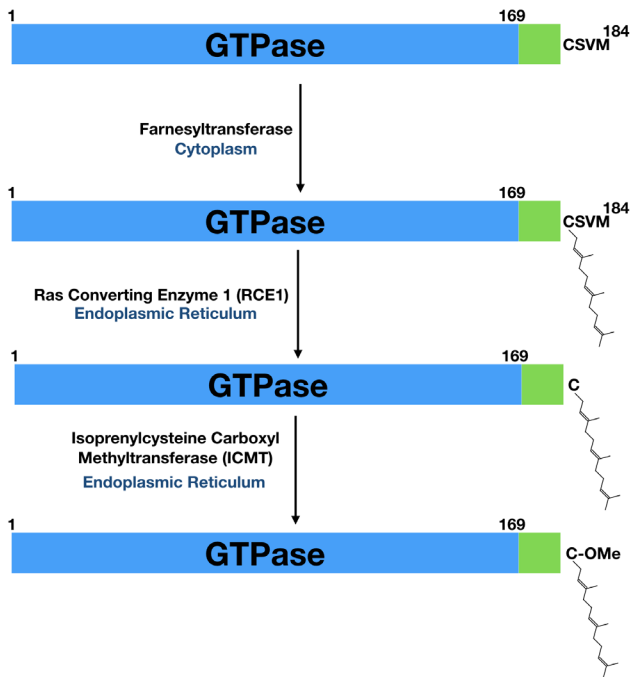 1 169 184
GTPase CSVM
Farnesyltransferase
Cytoplasm
1 169 184
GTPase CSVM
Ras Converting Enzyme 1 (RCE1)
Endoplasmic Reticulum
1 169
GTPase C
Isoprenylcysteine Carboxyl
Methyltransferase (ICMT)
Endoplasmic Reticulum
1 169
GTPase C-OMe